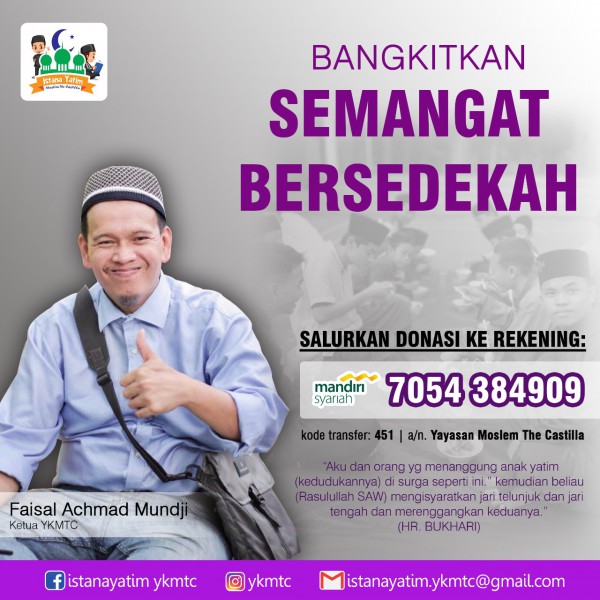 Istana Yatim
BANGKITKAN
SEMANGAT
BERSEDEKAH
SALURKAN DONASI KE REKENING:
mandiri
syariah
7054 384909
kode transfer: 451 | a/n. Yayasan Moslem The Castilla
“Aku dan orang yg menanggung anak yatim
(kedudukannya) di surga seperti ini.” kemudian beliau
(Rasulullah SAW) mengisyaratkan jari telunjuk dan jari
tengah dan merenggangkan keduanya.”
(HR. BUKHARI)
Faisal Achmad Mundji
Ketua YKMTC
istanayatim ykmtc
ykmtc
istanayatim.ykmtc@gmail.com